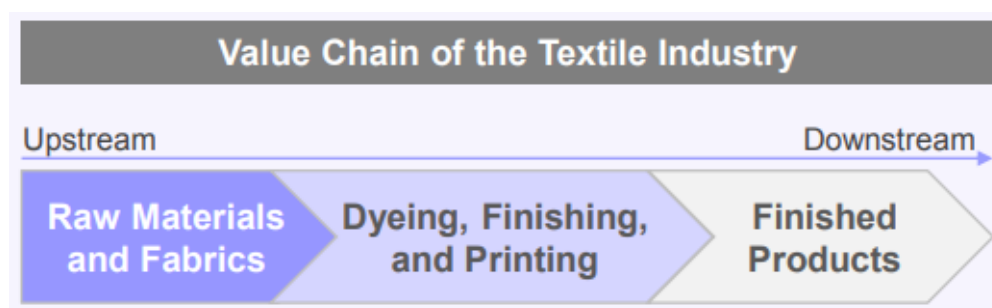 Value Chain of the Textile Industry
Upstream
Downstream
Raw Materials
and Fabrics
Dyeing, Finishing,
and Printing
Finished
Products